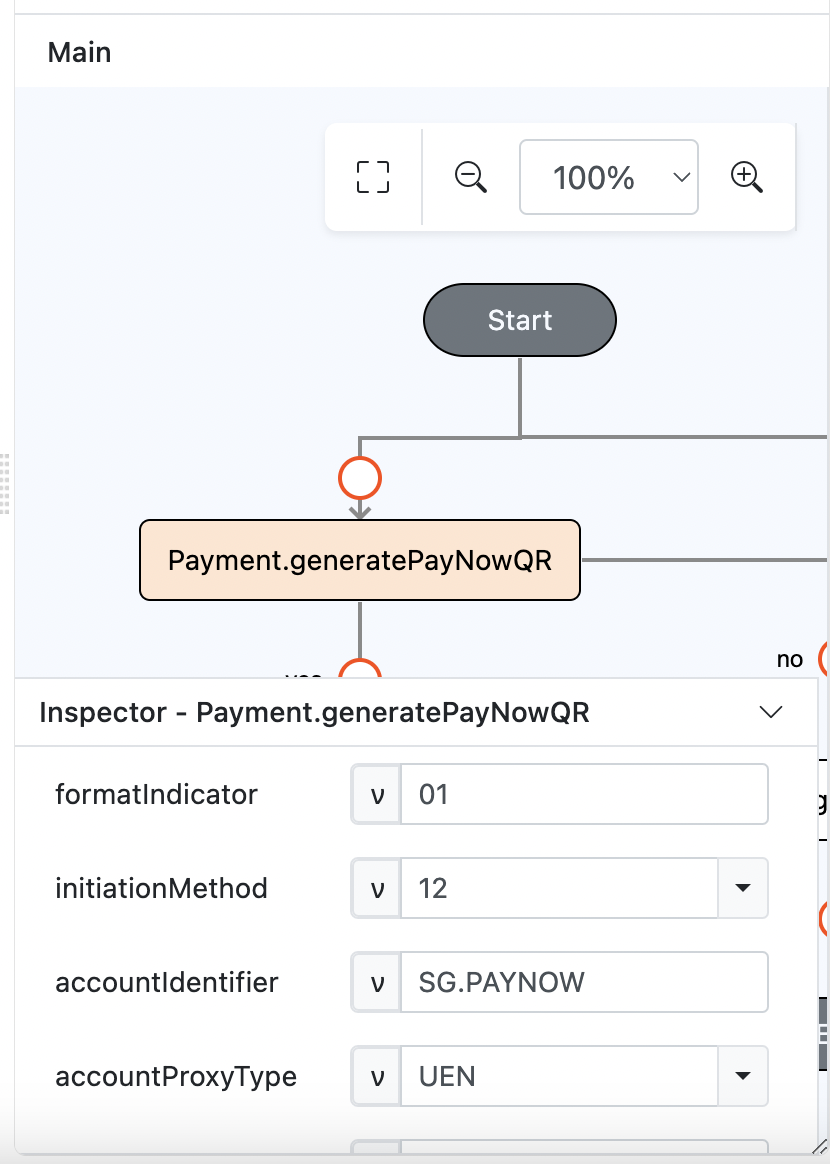 Main
100%
Start
Payment.generatePayNowQR
no
Inspector - Payment.generatePayNowQR
formatIndicator
ν 01
initiationMethod
ν 12
accountIdentifier
ν SG.PAYNOW
accountProxyType
ν UEN